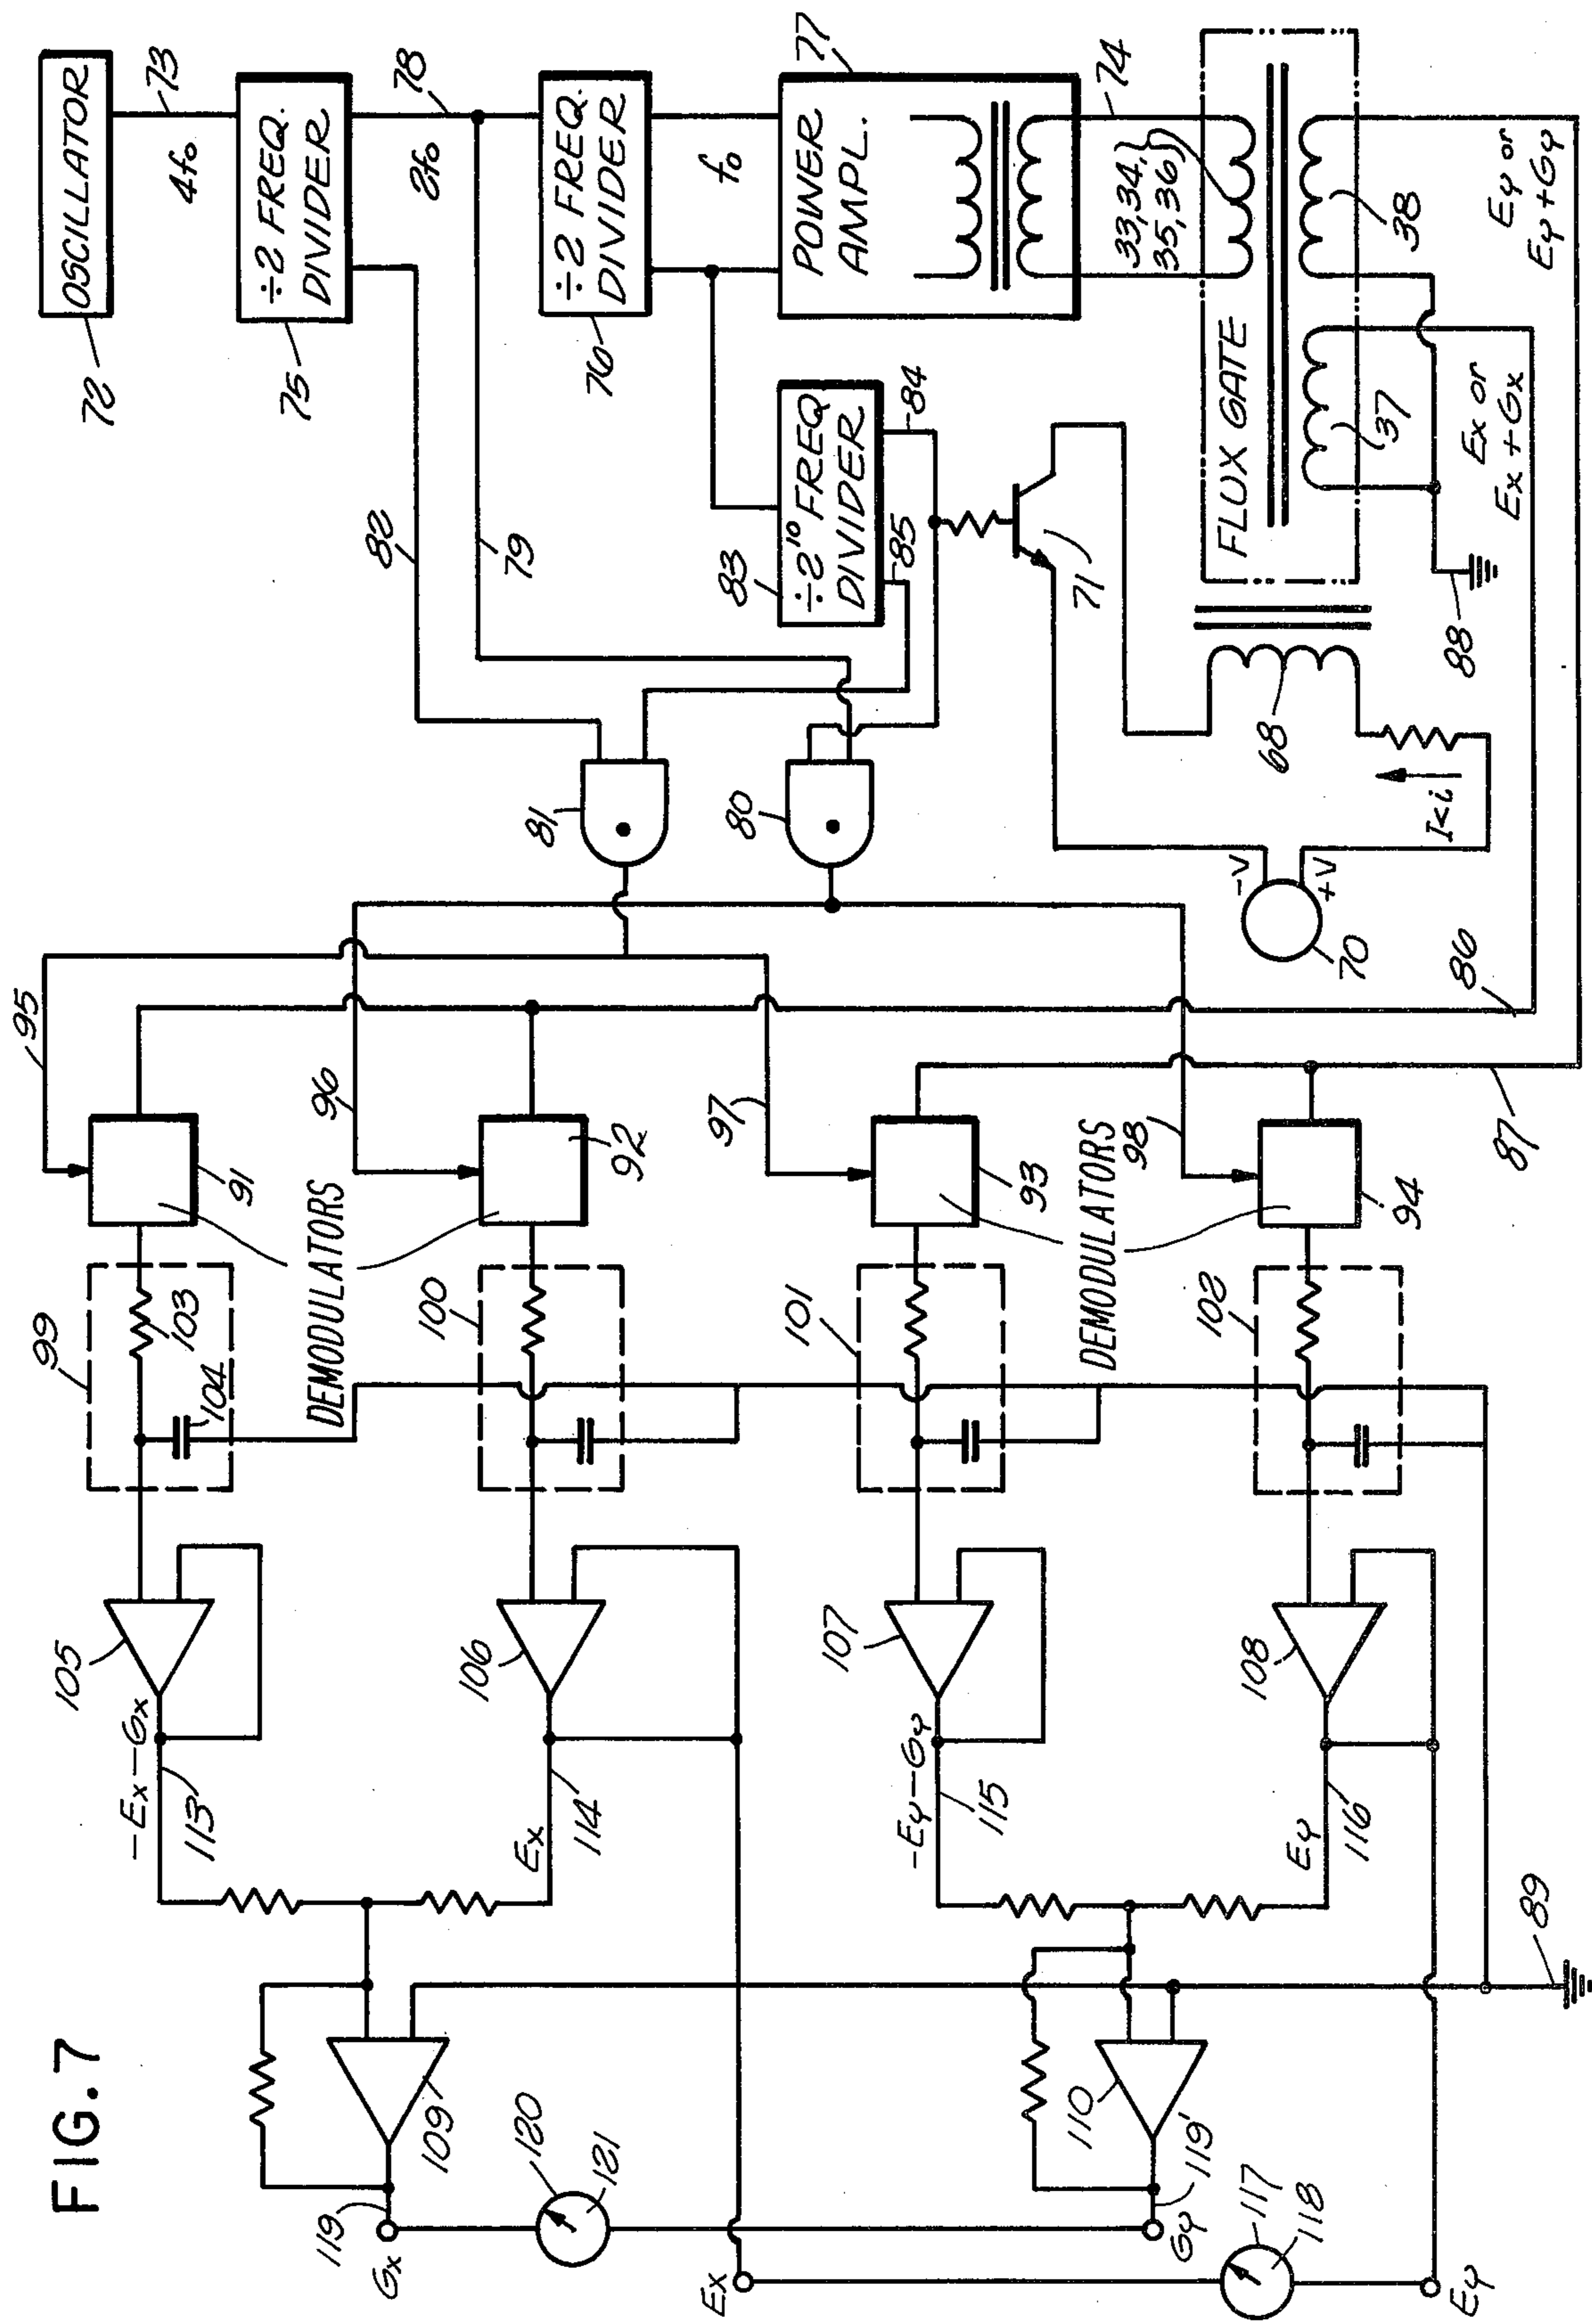 FIG. 7
OSCILLATOR
72
73
4fo
÷2 FREQ.
DIVIDER
75
78
2fo
÷2 FREQ.
DIVIDER
76
fo
77
POWER
AMPL.
74
33, 34,
35, 36
FLUX GATE
38
37
Ey or
Ey + Gy
Ex or
Ex + Gx
88
82
79
83
÷2¹⁰ FREQ
DIVIDER
84
85
71
68
Ki
-V
+V
70
81
80
86
87
95
96
97
98
91
92
93
94
DEMODULATORS
DEMODULATORS
99
103
104
100
101
102
105
106
107
108
-Ex-Gx
113
Ex
114
-Ey-Gy
115
Ey
116
89
109
110
119
Gx
120
121
119'
Gy
Ex
117
118
Ey